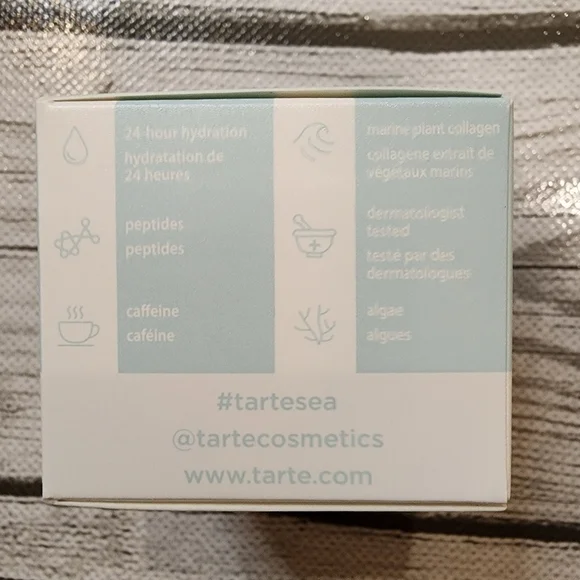 24-hour hydration
hydratation de
24 heures
peptides
peptides
caffeine
caféine
marine plant collagen
collagène extrait de
végétaux marins
dermatologist
tested
testé par des
dermatologues
algae
algues
#tartesea
@tartecosmetics
www.tarte.com